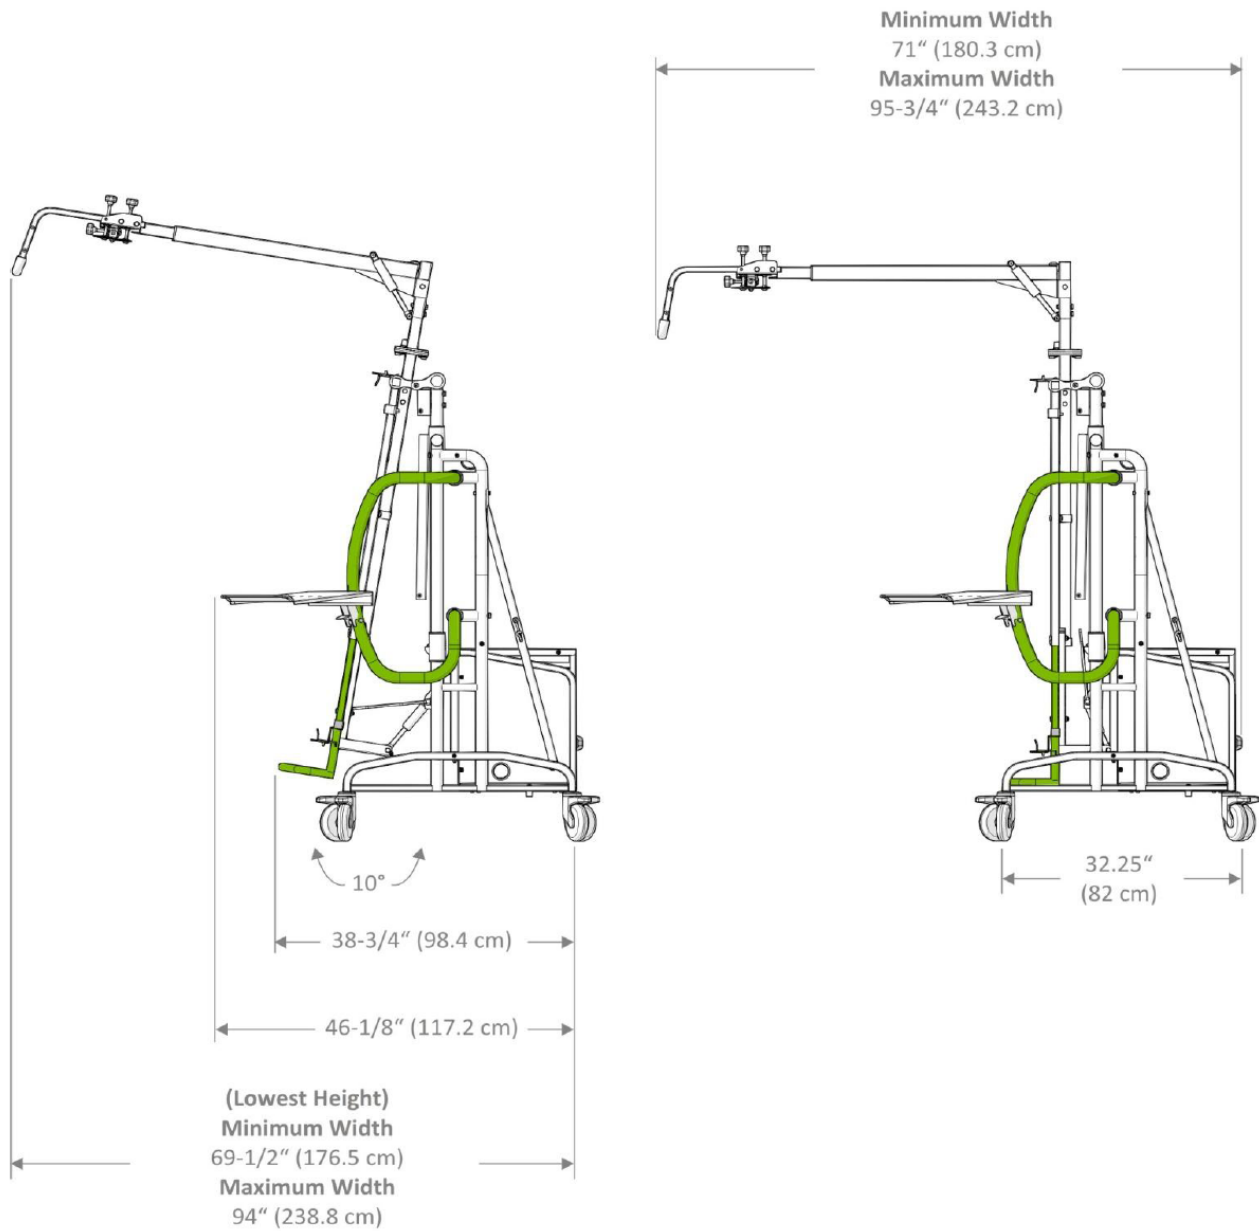 Minimum Width
71“ (180.3 cm)
Maximum Width
95-3/4“ (243.2 cm)
32.25“
(82 cm)
10°
38-3/4“ (98.4 cm)
46-1/8“ (117.2 cm)
(Lowest Height)
Minimum Width
69-1/2“ (176.5 cm)
Maximum Width
94“ (238.8 cm)